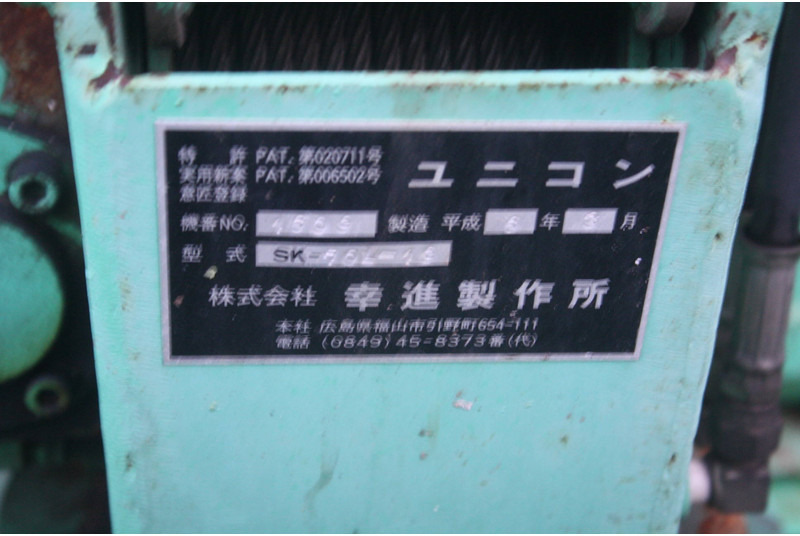 特許 PAT. 第020711号
実用新案 PAT. 第006502号
意匠登録
ユニコン
機番NO. 製造 平成 年 月
型式 SK-
株式会社 幸進製作所
本社 広島県福山市引野町654-111
電話 (0849) 45-8373番(代)